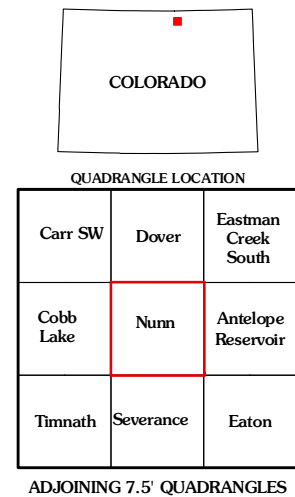 COLORADO
QUADRANGLE LOCATION
Carr SW
Dover
Eastman
Creek
South
Cobb
Lake
Nunn
Antelope
Reservoir
Timnath
Severance
Eaton
ADJOINING 7.5' QUADRANGLES